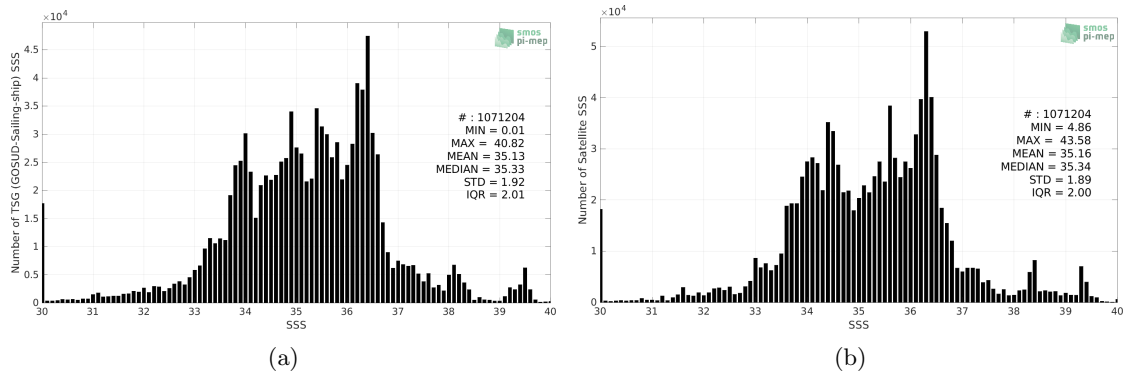 ×10⁴
smos
pi-mep
4.5
4
3.5
3
2.5
2
1.5
1
0.5
0
Number of TSG (GOSUD-Sailing-ship) SSS
# : 1071204
MIN = 0.01
MAX = 40.82
MEAN = 35.13
MEDIAN = 35.33
STD = 1.92
IQR = 2.01
30 31 32 33 34 35 36 37 38 39 40
SSS
(a)
×10⁴
smos
pi-mep
5
4
3
2
1
0
Number of Satellite SSS
# : 1071204
MIN = 4.86
MAX = 43.58
MEAN = 35.16
MEDIAN = 35.34
STD = 1.89
IQR = 2.00
30 31 32 33 34 35 36 37 38 39 40
SSS
(b)